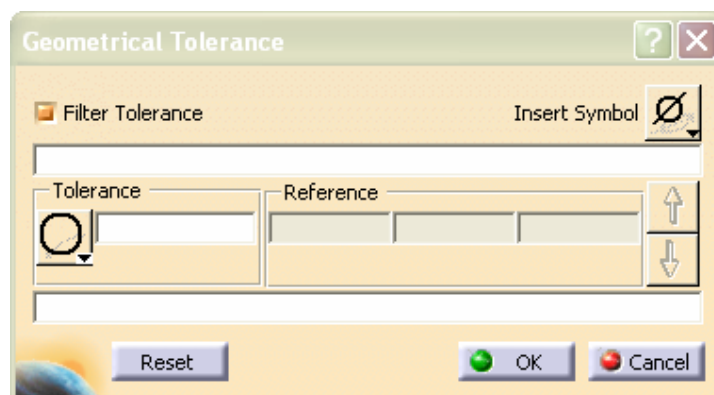 Geometrical Tolerance
Filter Tolerance Insert Symbol Ø
Tolerance Reference
Reset OK Cancel